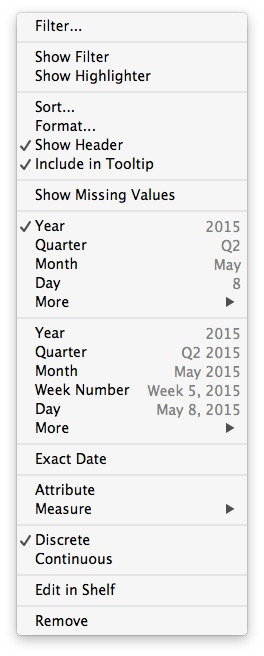 Filter...
Show Filter
Show Highlighter
Sort...
Format...
Show Header
Include in Tooltip
Show Missing Values
Year 2015
Quarter Q2
Month May
Day 8
More
Year 2015
Quarter Q2 2015
Month May 2015
Week Number Week 5, 2015
Day May 8, 2015
More
Exact Date
Attribute
Measure
Discrete
Continuous
Edit in Shelf
Remove